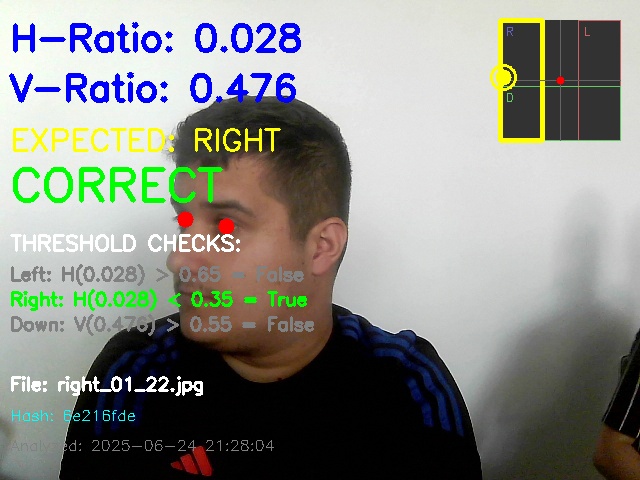 H-Ratio: 0.028
V-Ratio: 0.476
EXPECTED: RIGHT
CORRECT
THRESHOLD CHECKS:
Left: H(0.028) > 0.65 = False
Right: H(0.028) < 0.35 = True
Down: V(0.476) > 0.55 = False
File: right_01_22.jpg
Hash: 6e216fde
Analyzed: 2025-06-24 21:28:04
R
L
D